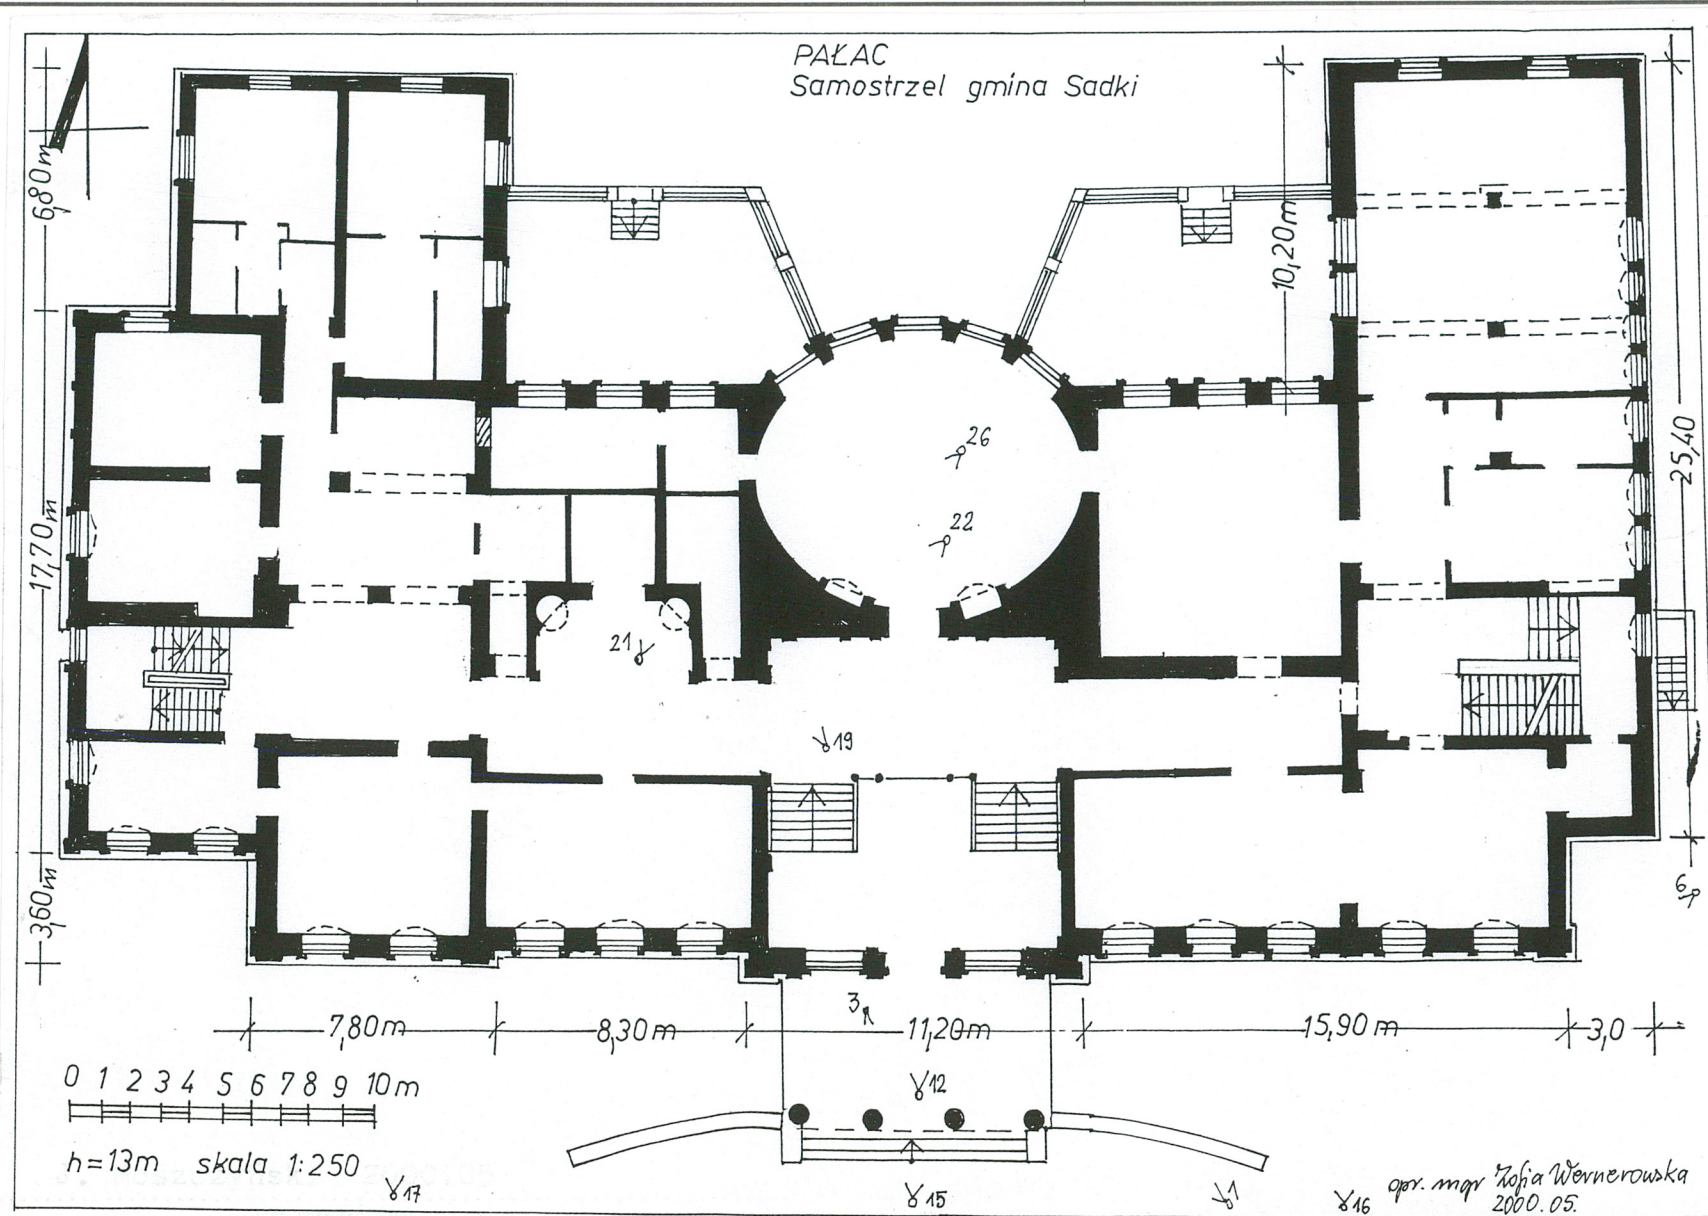 PAŁAC
Samostrzel gmina Sadki
6,80m
10,20m
25,40
17,70m
3,60m
26
22
21
19
6
3
7,80m
8,30m
11,20m
15,90m
3,0
0 1 2 3 4 5 6 7 8 9 10m
12
h=13m skala 1:250
17
15
1
16
opr. mgr Zofia Wernerowska
2000.05.